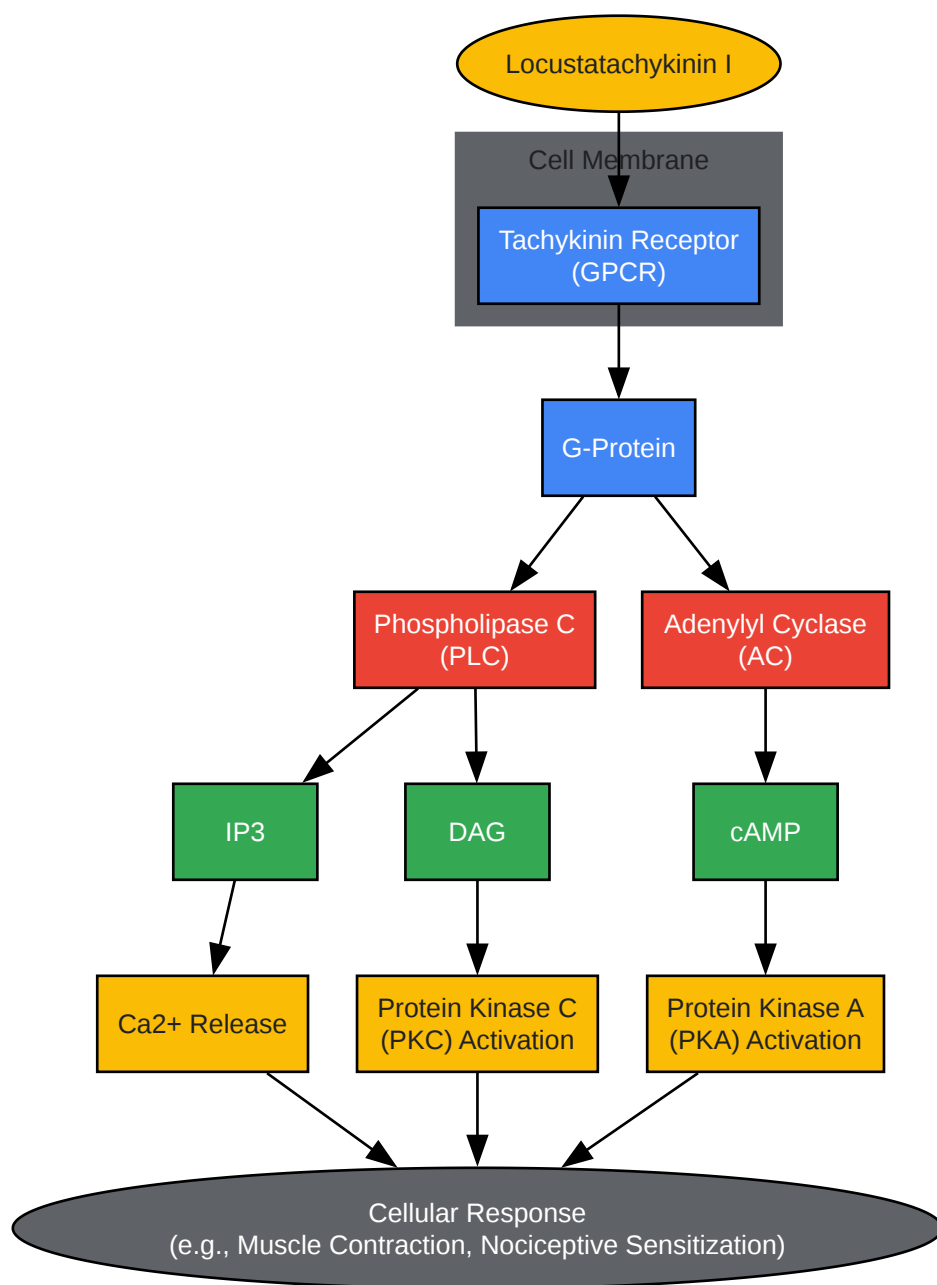 Locustatachykinin I
Cell Membrane
Tachykinin Receptor
(GPCR)
G-Protein
Phospholipase C
(PLC)
Adenylyl Cyclase
(AC)
IP3
DAG
cAMP
Ca2+ Release
Protein Kinase C
(PKC) Activation
Protein Kinase A
(PKA) Activation
Cellular Response
(e.g., Muscle Contraction, Nociceptive Sensitization)